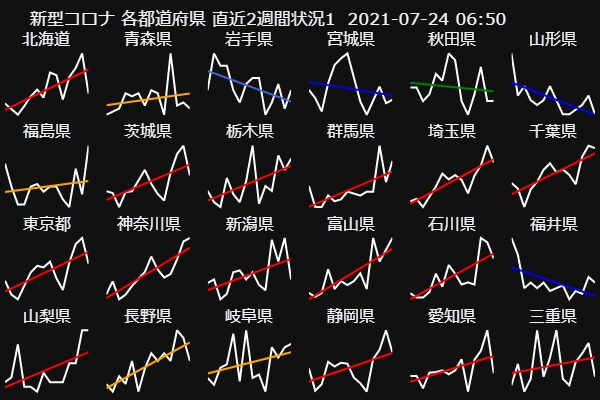 新型コロナ 各都道府県 直近2週間状況1 2021-07-24 06:50
北海道 青森県 岩手県 宮城県 秋田県 山形県
福島県 茨城県 栃木県 群馬県 埼玉県 千葉県
東京都 神奈川県 新潟県 富山県 石川県 福井県
山梨県 長野県 岐阜県 静岡県 愛知県 三重県